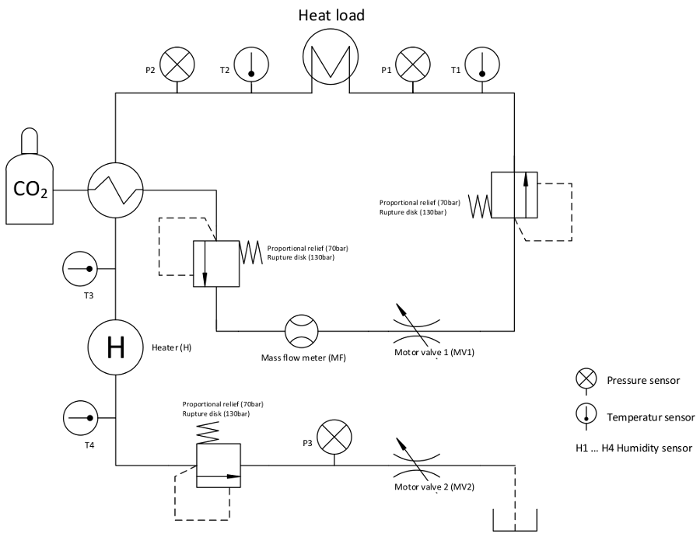 Heat load
P2
T2
P1
T1
CO2
Proportional relief (70bar)
Rupture disk (130bar)
Proportional relief (70bar)
Rupture disk (130bar)
T3
Mass flow meter (MF)
Motor valve 1 (MV1)
H
Heater (H)
Pressure sensor
Proportional relief (70bar)
Rupture disk (130bar)
Temperatur sensor
T4
P3
H1 ... H4 Humidity sensor
Motor valve 2 (MV2)